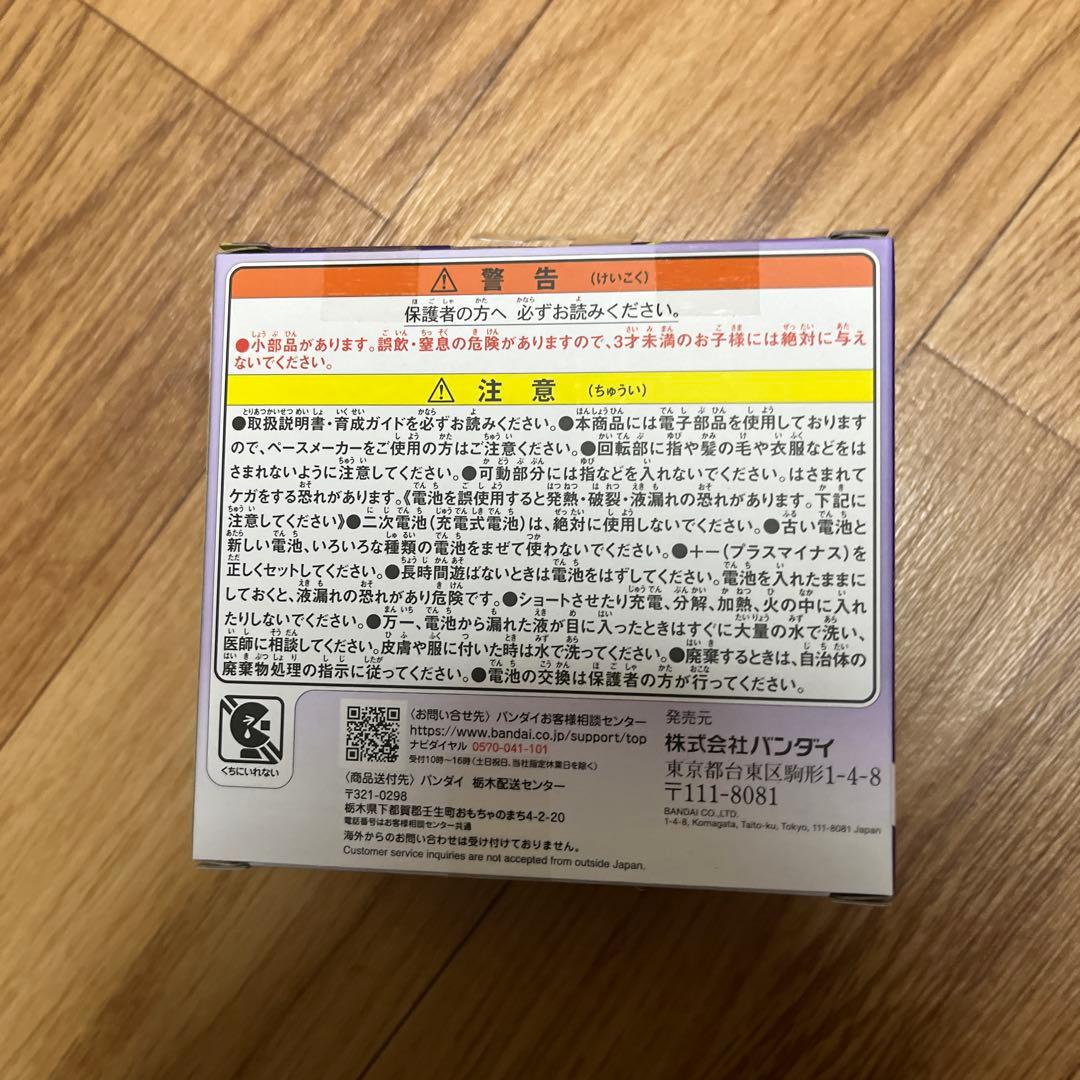 ⚠ 警告 (けいこく)
保護者の方へ 必ずお読みください。
●小部品があります。誤飲・窒息の危険がありますので、3才未満のお子様には絶対に与え
ないでください。
⚠ 注意 (ちゅうい)
●取扱説明書・育成ガイドを必ずお読みください。●本商品には電子部品を使用しております
ので、ペースメーカーをご使用の方はご注意ください。●回転部に指や髪の毛や衣服などをは
さまれないように注意してください。●可動部分には指などを入れないでください。はさまれて
ケガをする恐れがあります。《電池を誤使用すると発熱・破裂・液漏れの恐れがあります。下記に
注意してください》●二次電池(充電式電池)は、絶対に使用しないでください。●古い電池と
新しい電池、いろいろな種類の電池をまぜて使わないでください。●+-(プラスマイナス)を
正しくセットしてください。●長時間遊ばないときは電池をはずしてください。電池を入れたままに
しておくと、液漏れの恐れがあり危険です。●ショートさせたり充電、分解、加熱、火の中に入れ
たりしないでください。●万一、電池から漏れた液が目に入ったときはすぐに大量の水で洗い、
医師に相談してください。皮膚や服に付いた時は水で洗ってください。●廃棄するときは、自治体の
廃棄物処理の指示に従ってください。●電池の交換は保護者の方が行ってください。
くちにいれない
〈お問い合せ先〉バンダイお客様相談センター
https://www.bandai.co.jp/support/top
ナビダイヤル 0570-041-101
受付10時〜16時(土日祝日、当社指定休業日を除く)
〈商品送付先〉バンダイ 栃木配送センター
〒321-0298
栃木県下都賀郡壬生町おもちゃのまち4-2-20
電話番号はお客様相談センター共通
海外からのお問い合わせは受け付けておりません。
Customer service inquiries are not accepted from outside Japan.
発売元
株式会社バンダイ
東京都台東区駒形1-4-8
〒111-8081
BANDAI CO.,LTD.
1-4-8, Komagata, Taito-ku, Tokyo, 111-8081 Japan